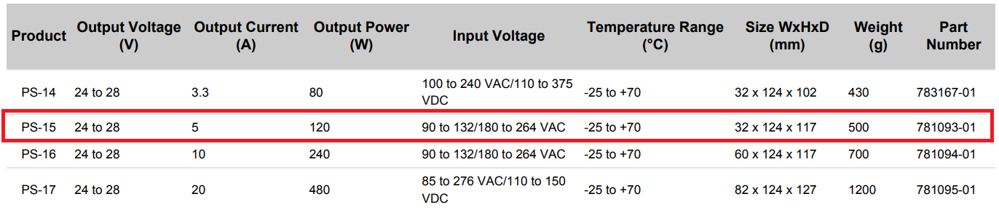 Product Output Voltage (V) Output Current (A) Output Power (W) Input Voltage Temperature Range (°C) Size WxHxD (mm) Weight (g) Part Number
PS-14 24 to 28 3.3 80 100 to 240 VAC/110 to 375 VDC -25 to +70 32 x 124 x 102 430 783167-01
PS-15 24 to 28 5 120 90 to 132/180 to 264 VAC -25 to +70 32 x 124 x 117 500 781093-01
PS-16 24 to 28 10 240 90 to 132/180 to 264 VAC -25 to +70 60 x 124 x 117 700 781094-01
PS-17 24 to 28 20 480 85 to 276 VAC/110 to 150 VDC -25 to +70 82 x 124 x 127 1200 781095-01